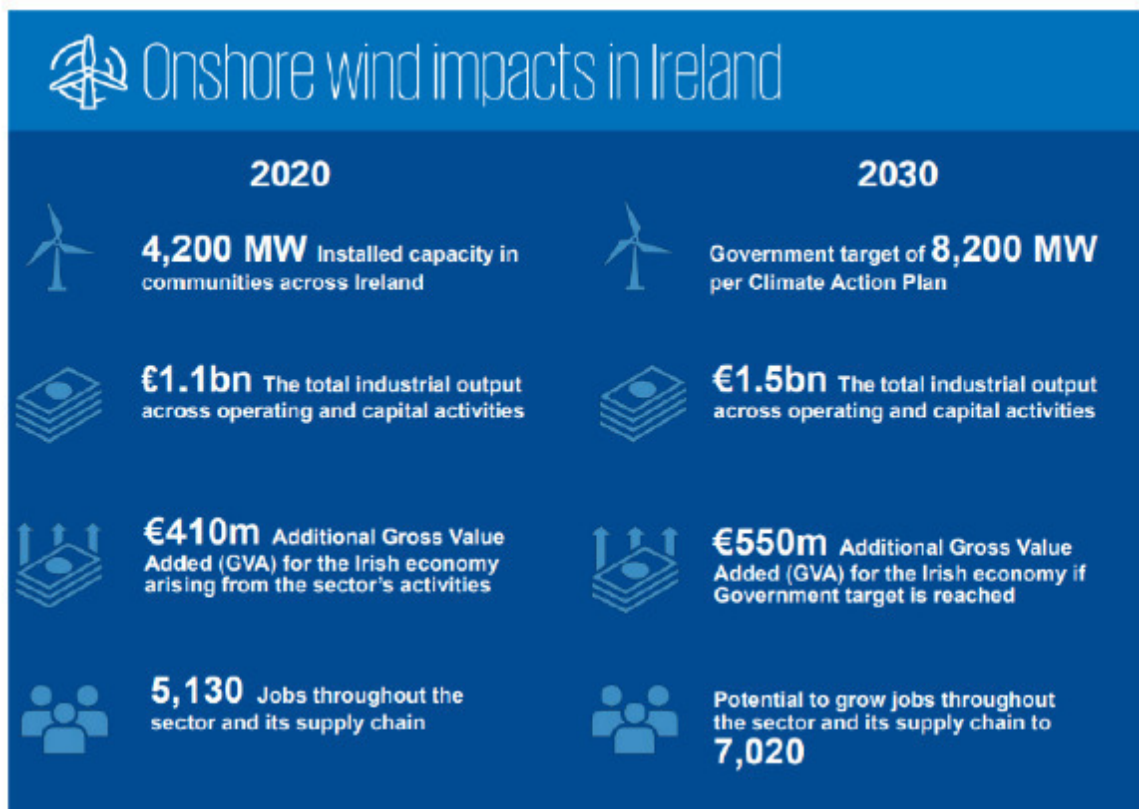 Onshore wind impacts in Ireland
2020
4,200 MW Installed capacity in
communities across Ireland
€1.1bn The total industrial output
across operating and capital activities
€410m Additional Gross Value
Added (GVA) for the Irish economy
arising from the sector's activities
5,130 Jobs throughout the
sector and its supply chain
2030
Government target of 8,200 MW
per Climate Action Plan
€1.5bn The total industrial output
across operating and capital activities
€550m Additional Gross Value
Added (GVA) for the Irish economy if
Government target is reached
Potential to grow jobs throughout
the sector and its supply chain to
7,020